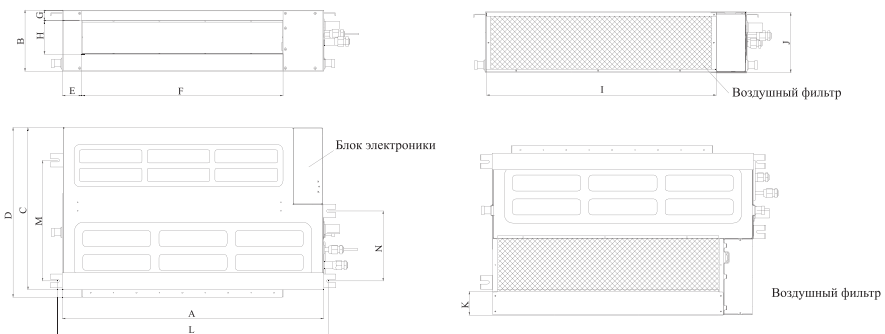 G
B
H
E
F
J
I
Воздушный фильтр
Блок электроники
D
C
M
N
A
L
K
Воздушный фильтр